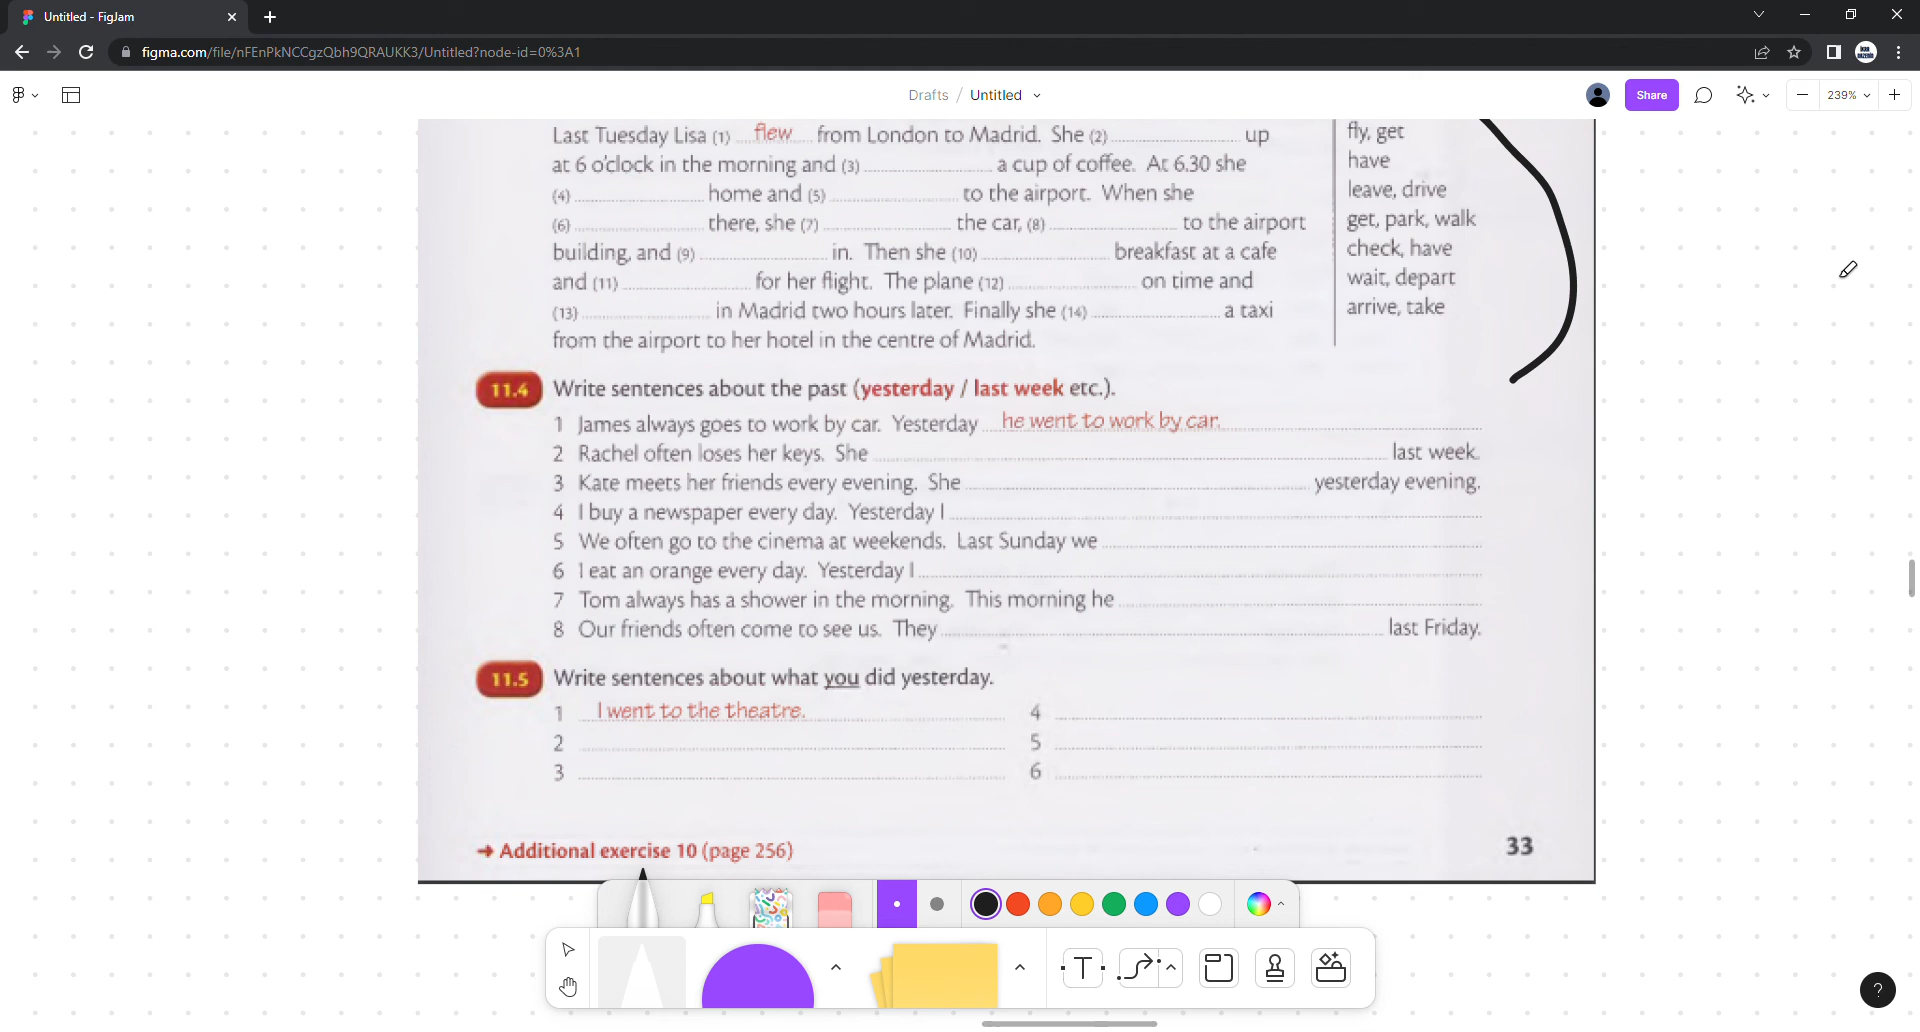 Untitled - FigJam
figma.com/file/nFEnPkNCCgzQbh9QRAUKK3/Untitled?node-id=0%3A1
Drafts / Untitled
Share
239%
Last Tuesday Lisa (1) flew from London to Madrid. She (2) up
at 6 o'clock in the morning and (3) a cup of coffee. At 6.30 she
(4) home and (5) to the airport. When she
(6) there, she (7) the car, (8) to the airport
building, and (9) in. Then she (10) breakfast at a cafe
and (11) for her flight. The plane (12) on time and
(13) in Madrid two hours later. Finally she (14) a taxi
from the airport to her hotel in the centre of Madrid.
fly, get
have
leave, drive
get, park, walk
check, have
wait, depart
arrive, take
11.4 Write sentences about the past (yesterday / last week etc.).
1 James always goes to work by car. Yesterday he went to work by car.
2 Rachel often loses her keys. She last week.
3 Kate meets her friends every evening. She yesterday evening.
4 I buy a newspaper every day. Yesterday I
5 We often go to the cinema at weekends. Last Sunday we
6 I eat an orange every day. Yesterday I
7 Tom always has a shower in the morning. This morning he
8 Our friends often come to see us. They last Friday.
11.5 Write sentences about what you did yesterday.
1 I went to the theatre. 4
2 5
3 6
→ Additional exercise 10 (page 256)
33
T
?